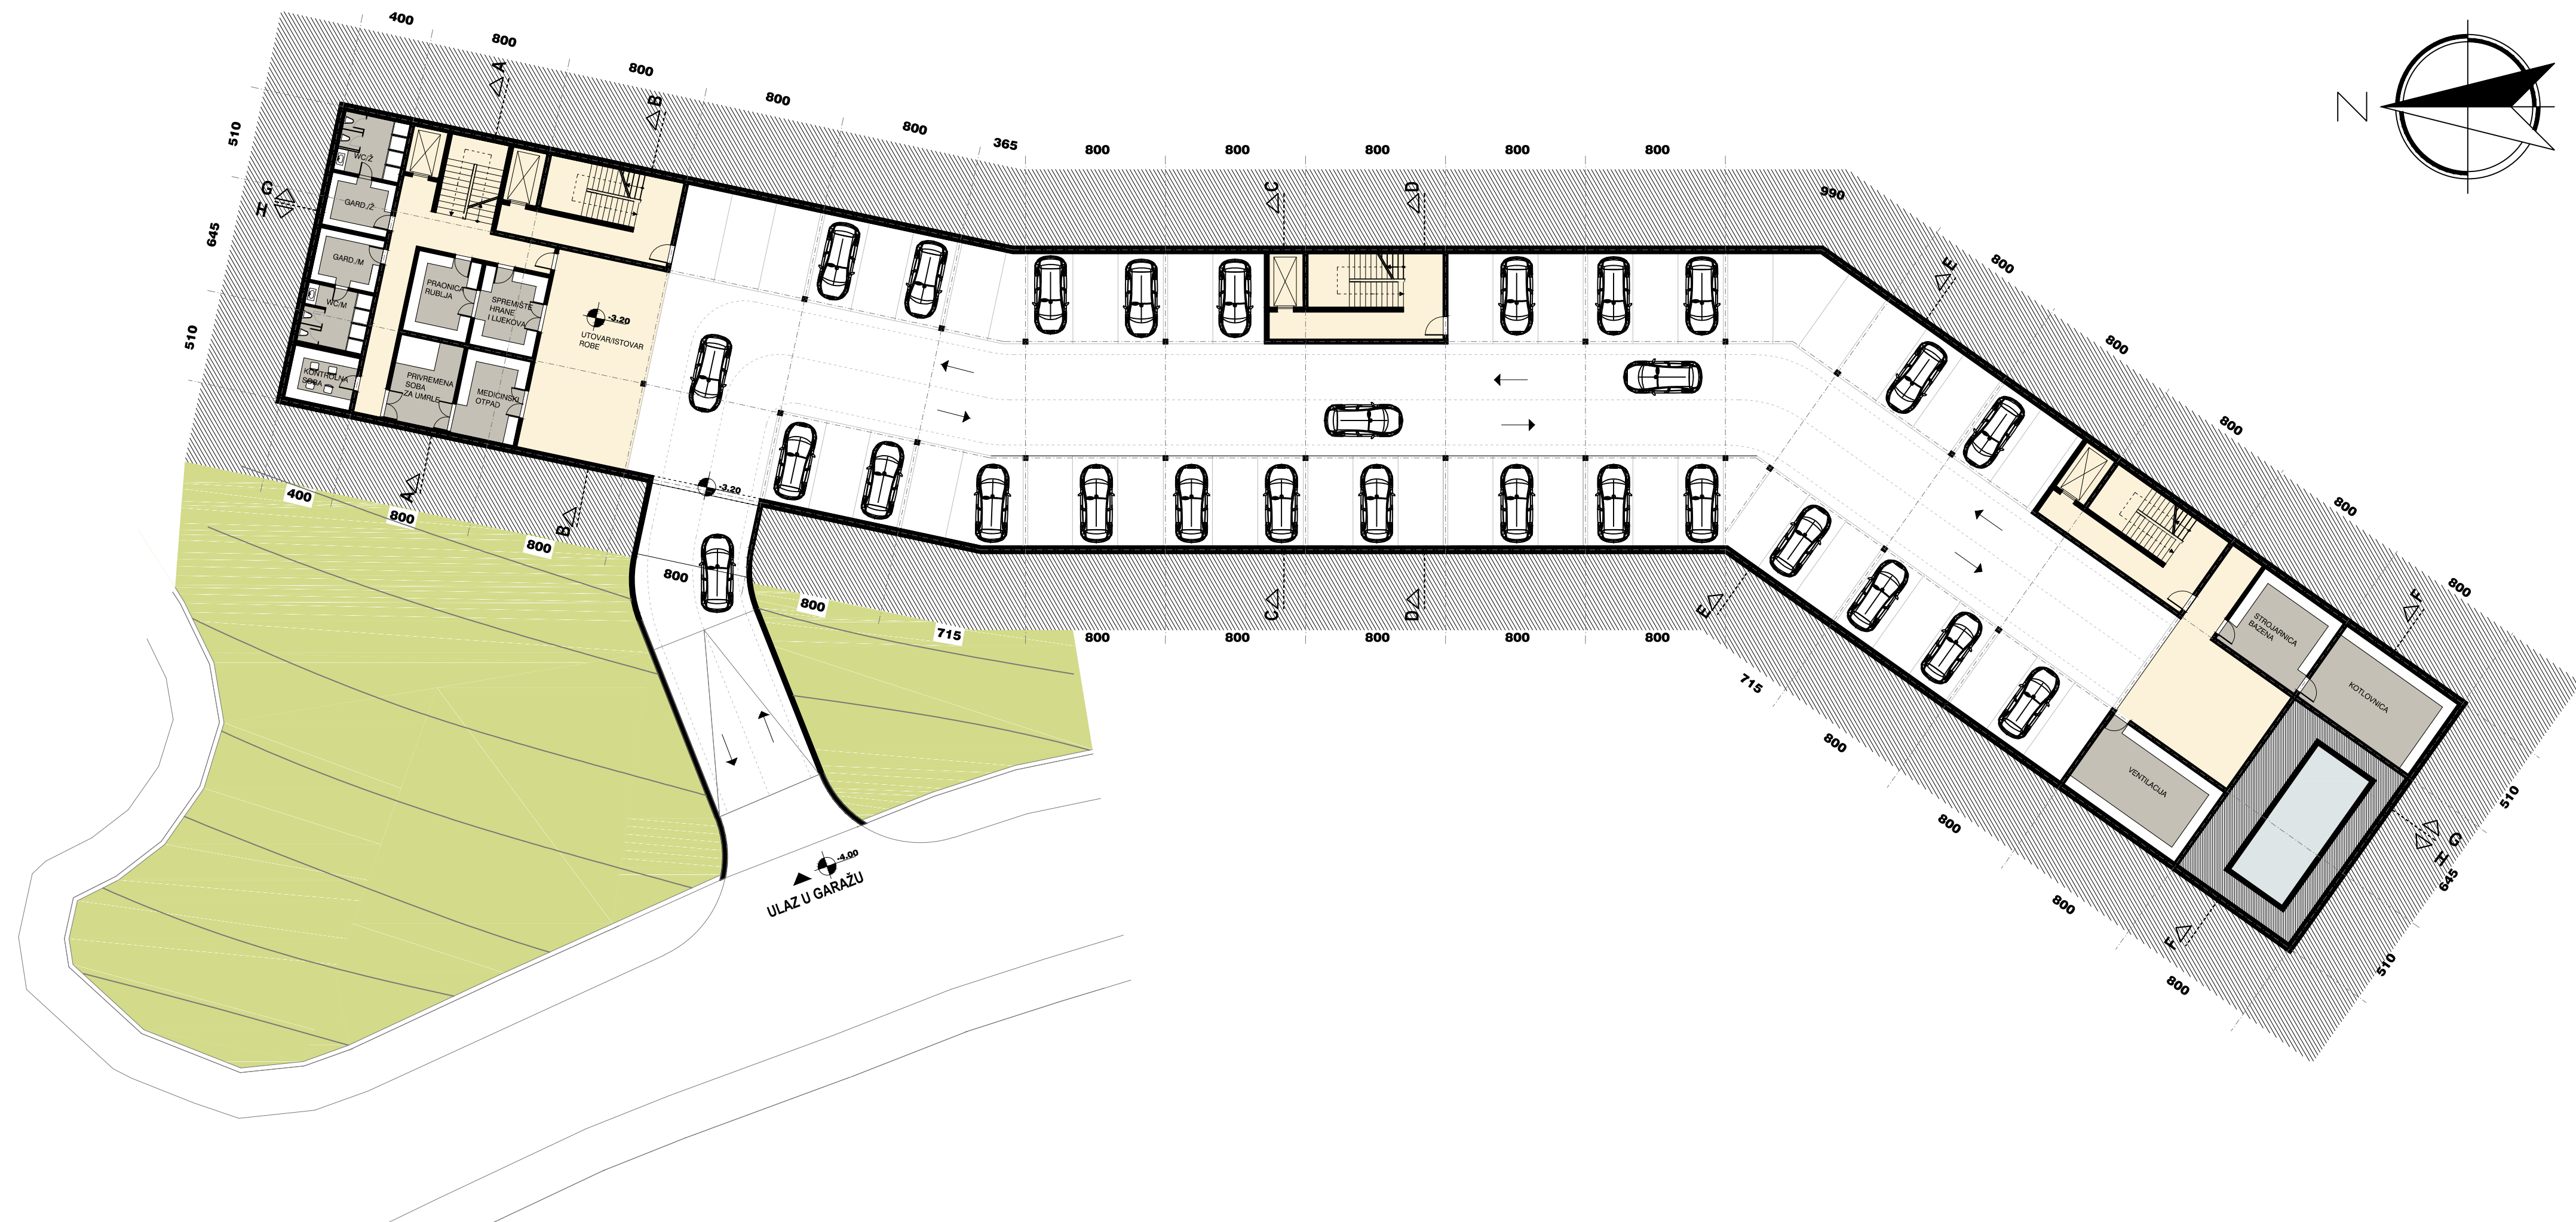 400
800
800
800
800
365
800
800
800
800
800
990
800
800
800
800
800
N
A
B
C
D
E
F
G
H
510
645
510
WC/Ž
GARD./Ž
GARD./M
WC/M
KONTROLNA
SOBA
PRAONICA
RUBLJA
SPREMIŠTE
HRANE
I LIJEKOVA
PRIVREMENA
SOBA
ZA UMRLE
MEDICINSKI
OTPAD
-3.20
UTOVAR/ISTOVAR
ROBE
-3.20
STROJARNICA
BAZENA
KOTLOVNICA
VENTILACIJA
400
A
800
B
800
800
800
715
C
D
E
F
G
H
800
800
800
800
800
715
800
800
800
800
510
645
510
-4.00
ULAZ U GARAŽU